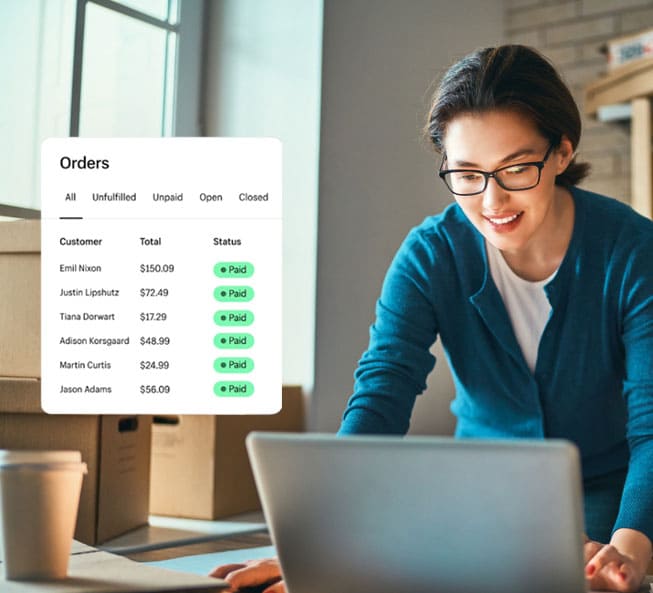 Orders
All Unfulfilled Unpaid Open Closed
Customer Total Status
Emil Nixon $150.09 Paid
Justin Lipshutz $72.49 Paid
Tiana Dorwart $17.29 Paid
Adison Korsgaard $48.99 Paid
Martin Curtis $24.99 Paid
Jason Adams $56.09 Paid